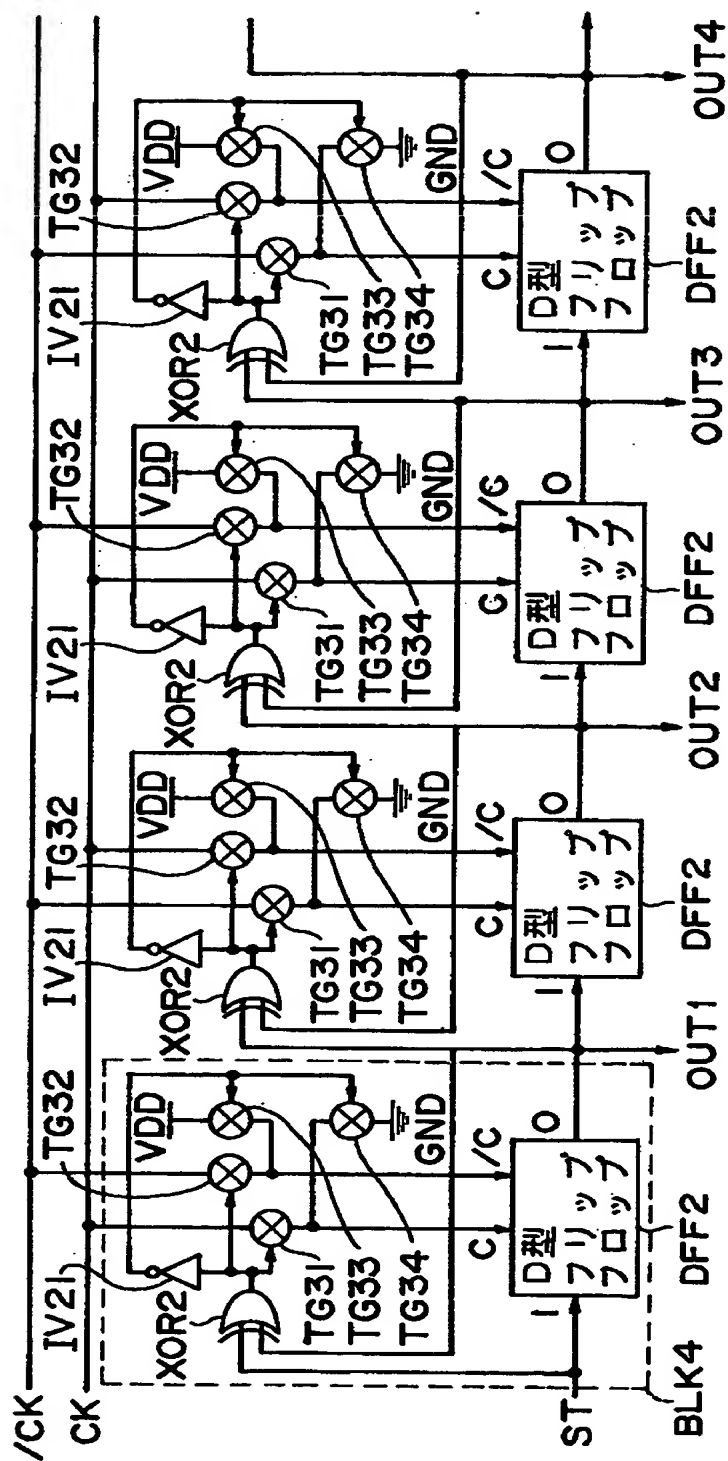 /CK
CK
IV21
TG32
XOR2
VDD
TG31
TG33
TG34
GND
C
/C
I
D型
フリップ
フロップ
O
DFF2
ST
BLK4
OUT1
IV21
TG32
XOR2
VDD
TG31
TG33
TG34
GND
C
/C
I
D型
フリップ
フロップ
O
DFF2
OUT2
IV21
TG32
XOR2
VDD
TG31
TG33
TG34
GND
G
/G
I
D型
フリップ
フロップ
O
DFF2
OUT3
IV21
TG32
XOR2
VDD
TG31
TG33
TG34
GND
C
/C
I
D型
フリップ
フロップ
O
DFF2
OUT4